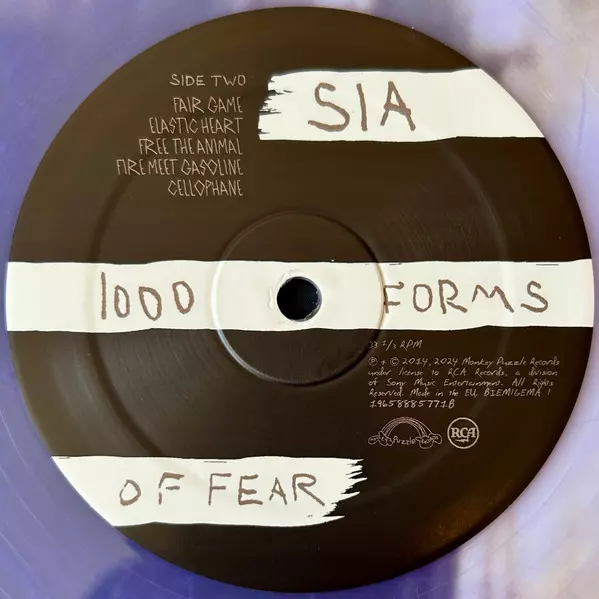 SIDE TWO
FAIR GAME
ELASTIC HEART
FREE THE ANIMAL
FIRE MEET GASOLINE
CELLOPHANE
SIA
1000 FORMS
33 1/3 RPM
℗ + © 2014, 2024 Monkey Puzzle Records
under license to RCA Records, a division
of Sony Music Entertainment. All Rights
Reserved. Made in the EU. BIEM/GEMA !
19658885771B
Puzzle
RCA
OF FEAR